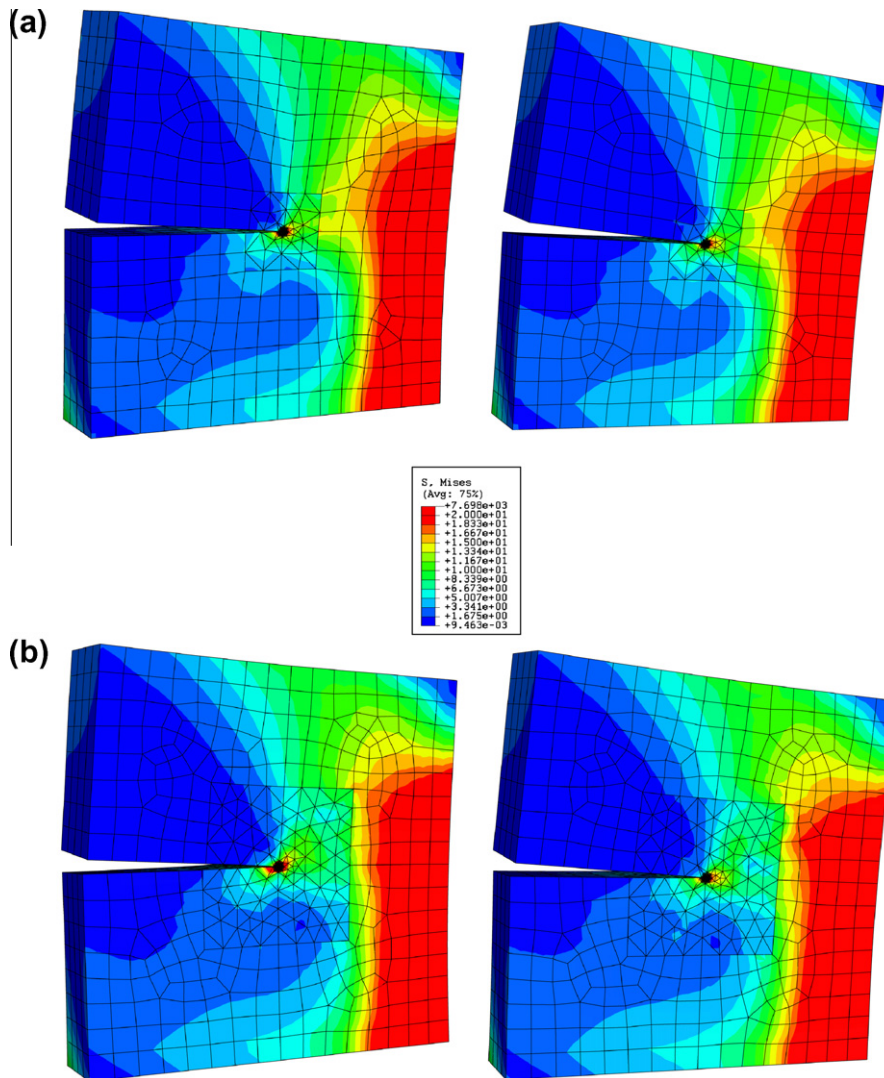 (a)
S, Mises
(Avg: 75%)
+7.698e+03
+2.000e+01
+1.833e+01
+1.667e+01
+1.500e+01
+1.334e+01
+1.167e+01
+1.000e+01
+8.339e+00
+6.673e+00
+5.007e+00
+3.341e+00
+1.675e+00
+9.463e-03
(b)